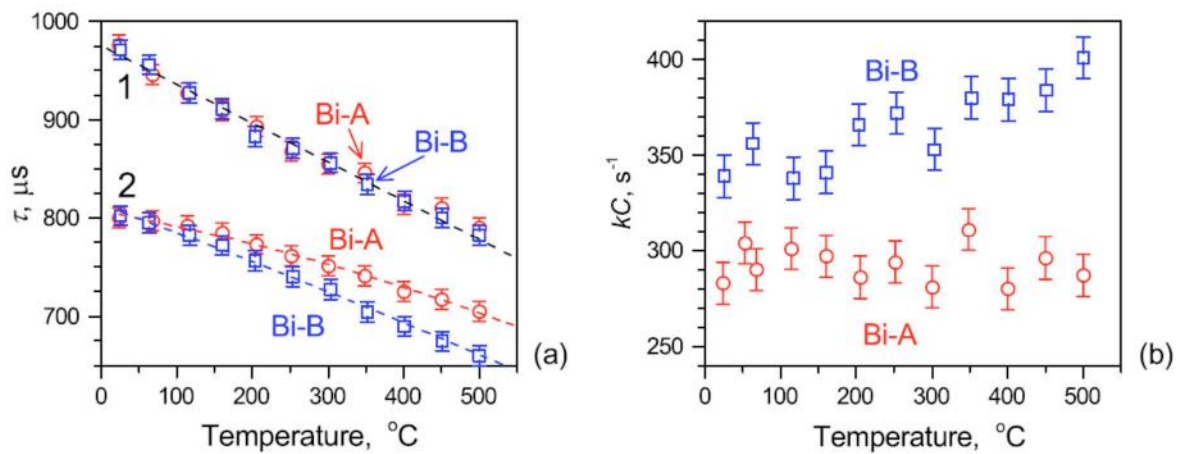 1000
900
800
700
τ, μs
1
2
Bi-A
Bi-B
Bi-A
Bi-B
0 100 200 300 400 500
Temperature, °C
(a)
400
350
300
250
kC, s⁻¹
Bi-B
Bi-A
0 100 200 300 400 500
Temperature, °C
(b)